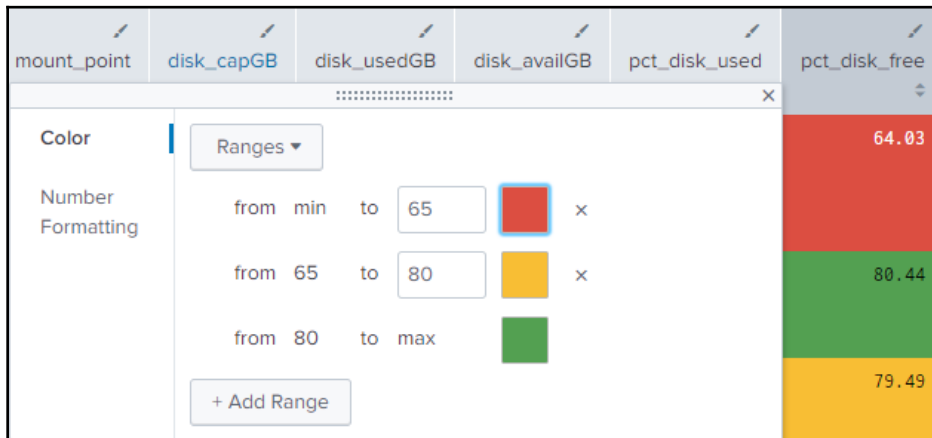 mount_point disk_capGB disk_usedGB disk_availGB pct_disk_used pct_disk_free
×
Color
Number
Formatting
Ranges
from min to 65 ×
from 65 to 80 ×
from 80 to max
+ Add Range
64.03
80.44
79.49